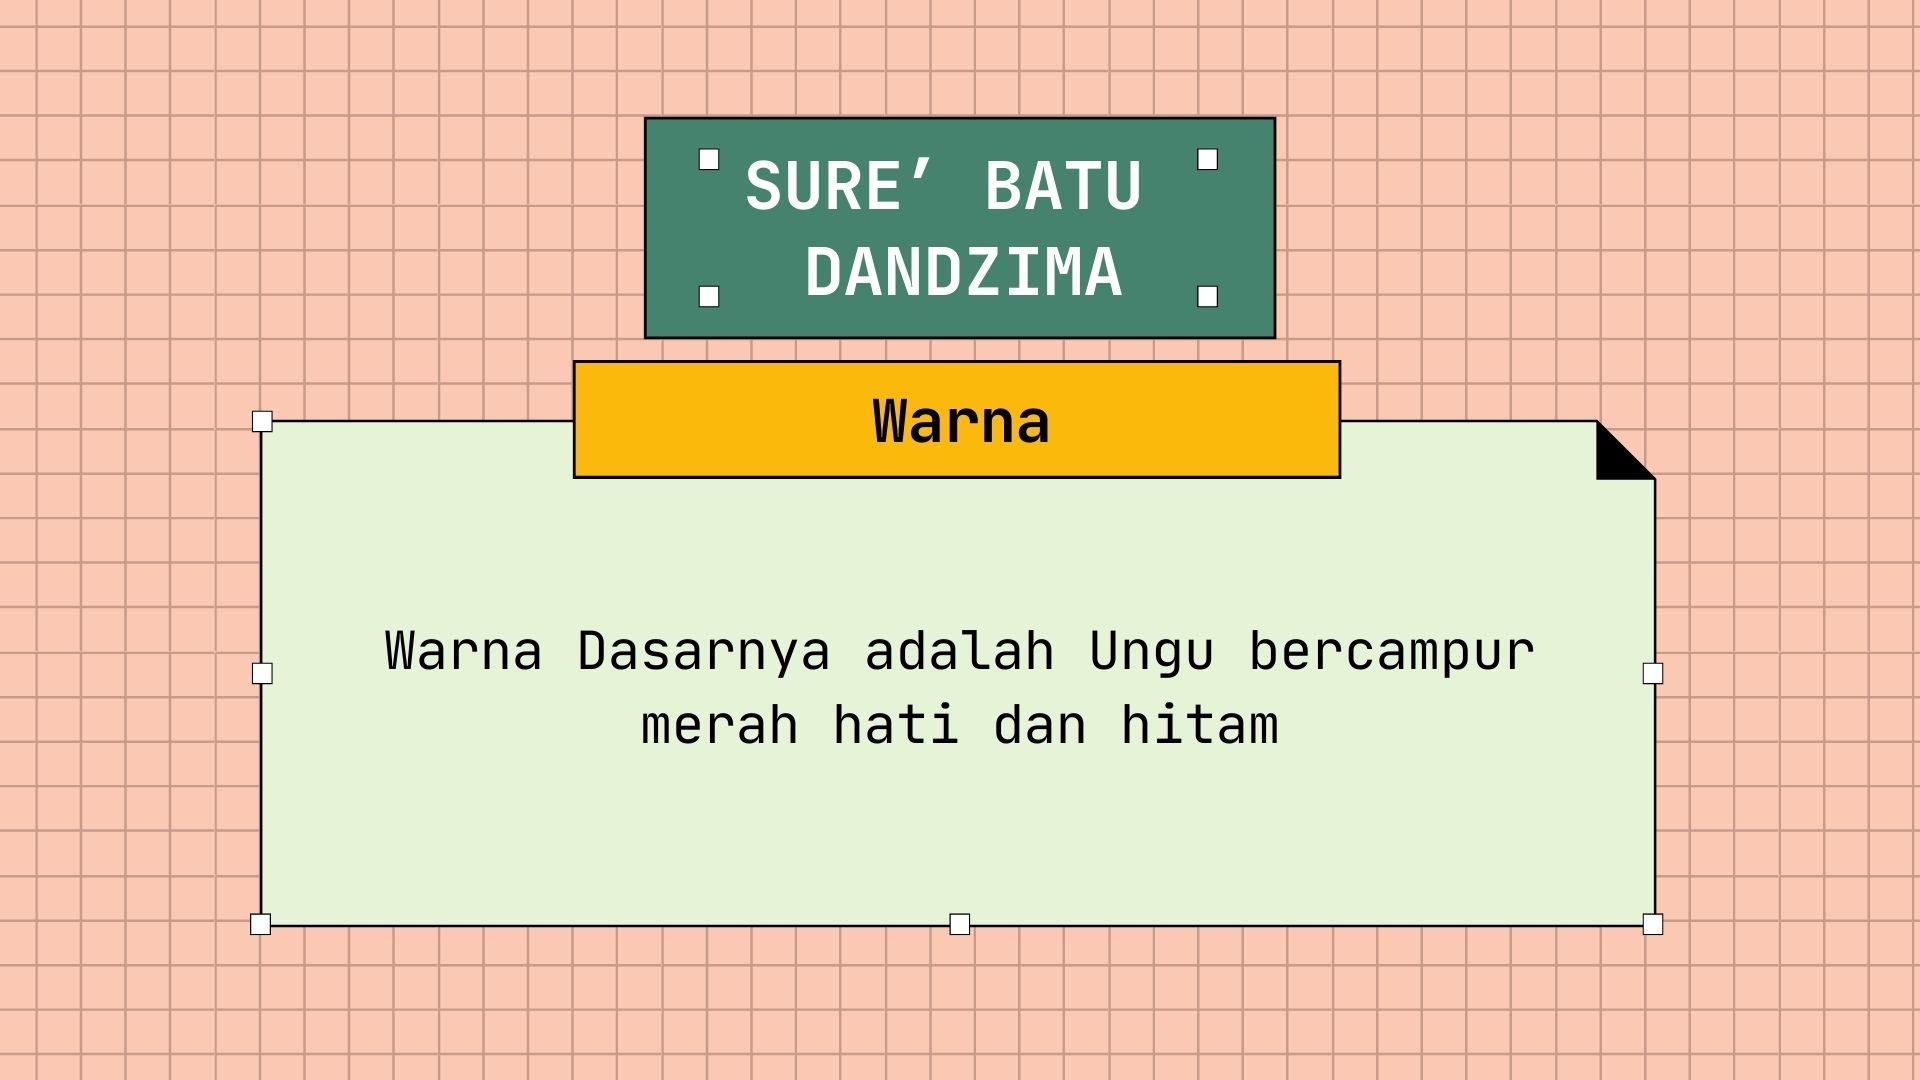 SURE’ BATU
DANDZIMA
Warna
Warna Dasarnya adalah Ungu bercampur
merah hati dan hitam